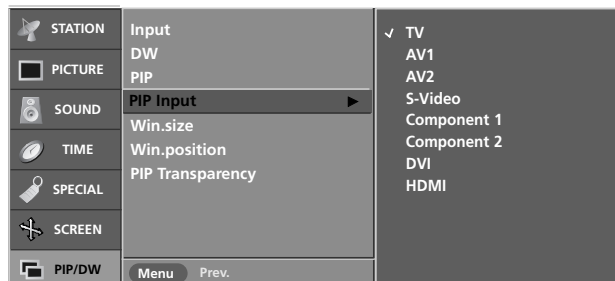 STATION
PICTURE
SOUND
TIME
SPECIAL
SCREEN
PIP/DW
Input
DW
PIP
PIP Input
Win.size
Win.position
PIP Transparency
Menu Prev.
TV
AV1
AV2
S-Video
Component 1
Component 2
DVI
HDMI